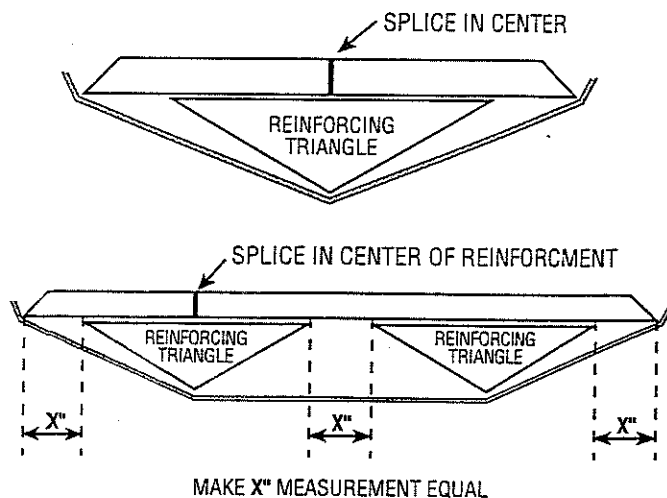 SPLICE IN CENTER
REINFORCING
TRIANGLE
SPLICE IN CENTER OF REINFORCMENT
REINFORCING
TRIANGLE
REINFORCING
TRIANGLE
X"
X"
X"
MAKE X" MEASUREMENT EQUAL